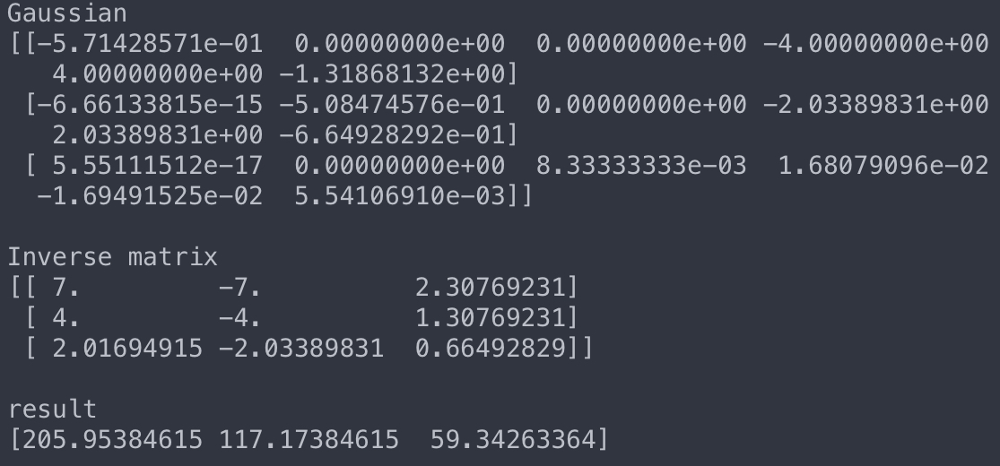 Gaussian
[[-5.71428571e-01  0.00000000e+00  0.00000000e+00 -4.00000000e+00
   4.00000000e+00 -1.31868132e+00]
 [-6.66133815e-15 -5.08474576e-01  0.00000000e+00 -2.03389831e+00
   2.03389831e+00 -6.64928292e-01]
 [ 5.55111512e-17  0.00000000e+00  8.33333333e-03  1.68079096e-02
  -1.69491525e-02  5.54106910e-03]]
Inverse matrix
[[ 7.         -7.          2.30769231]
 [ 4.         -4.          1.30769231]
 [ 2.01694915 -2.03389831  0.66492829]]
result
[205.95384615 117.17384615  59.34263364]